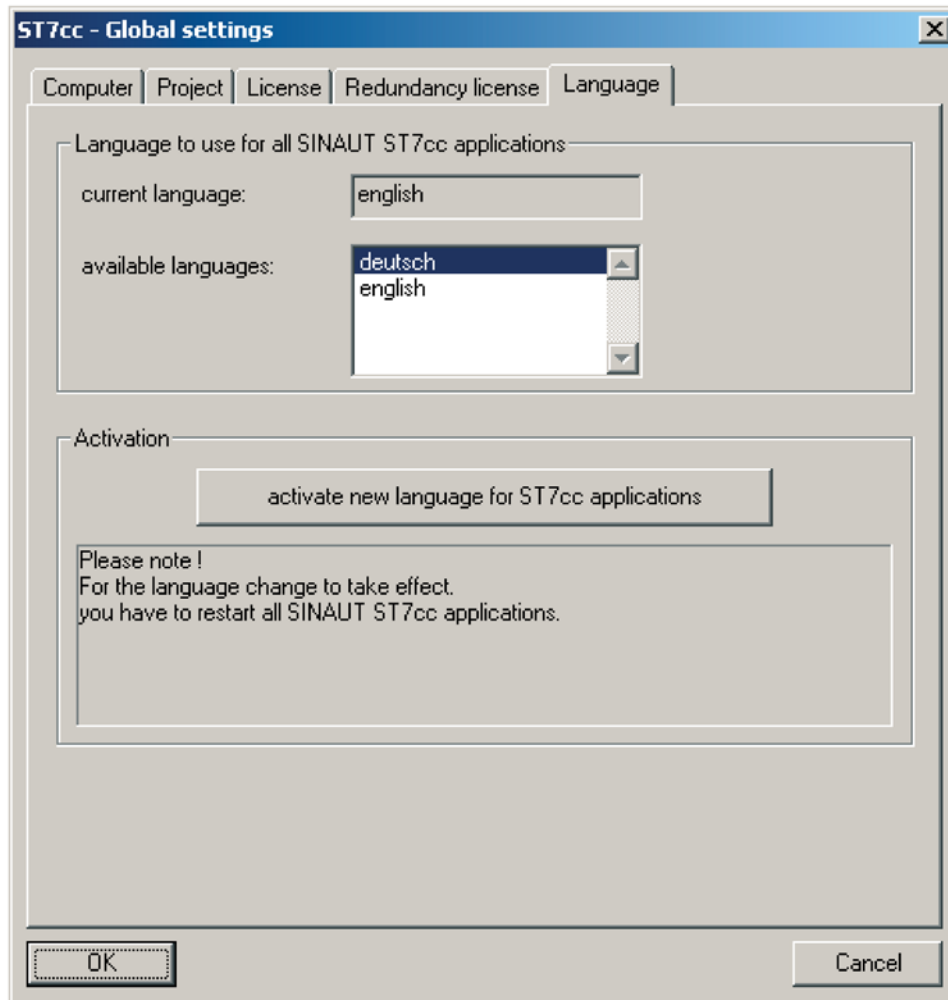 ST7cc - Global settings
Computer Project License Redundancy license Language
Language to use for all SINAUT ST7cc applications
current language: english
available languages: deutsch
english
Activation
activate new language for ST7cc applications
Please note !
For the language change to take effect.
you have to restart all SINAUT ST7cc applications.
OK Cancel